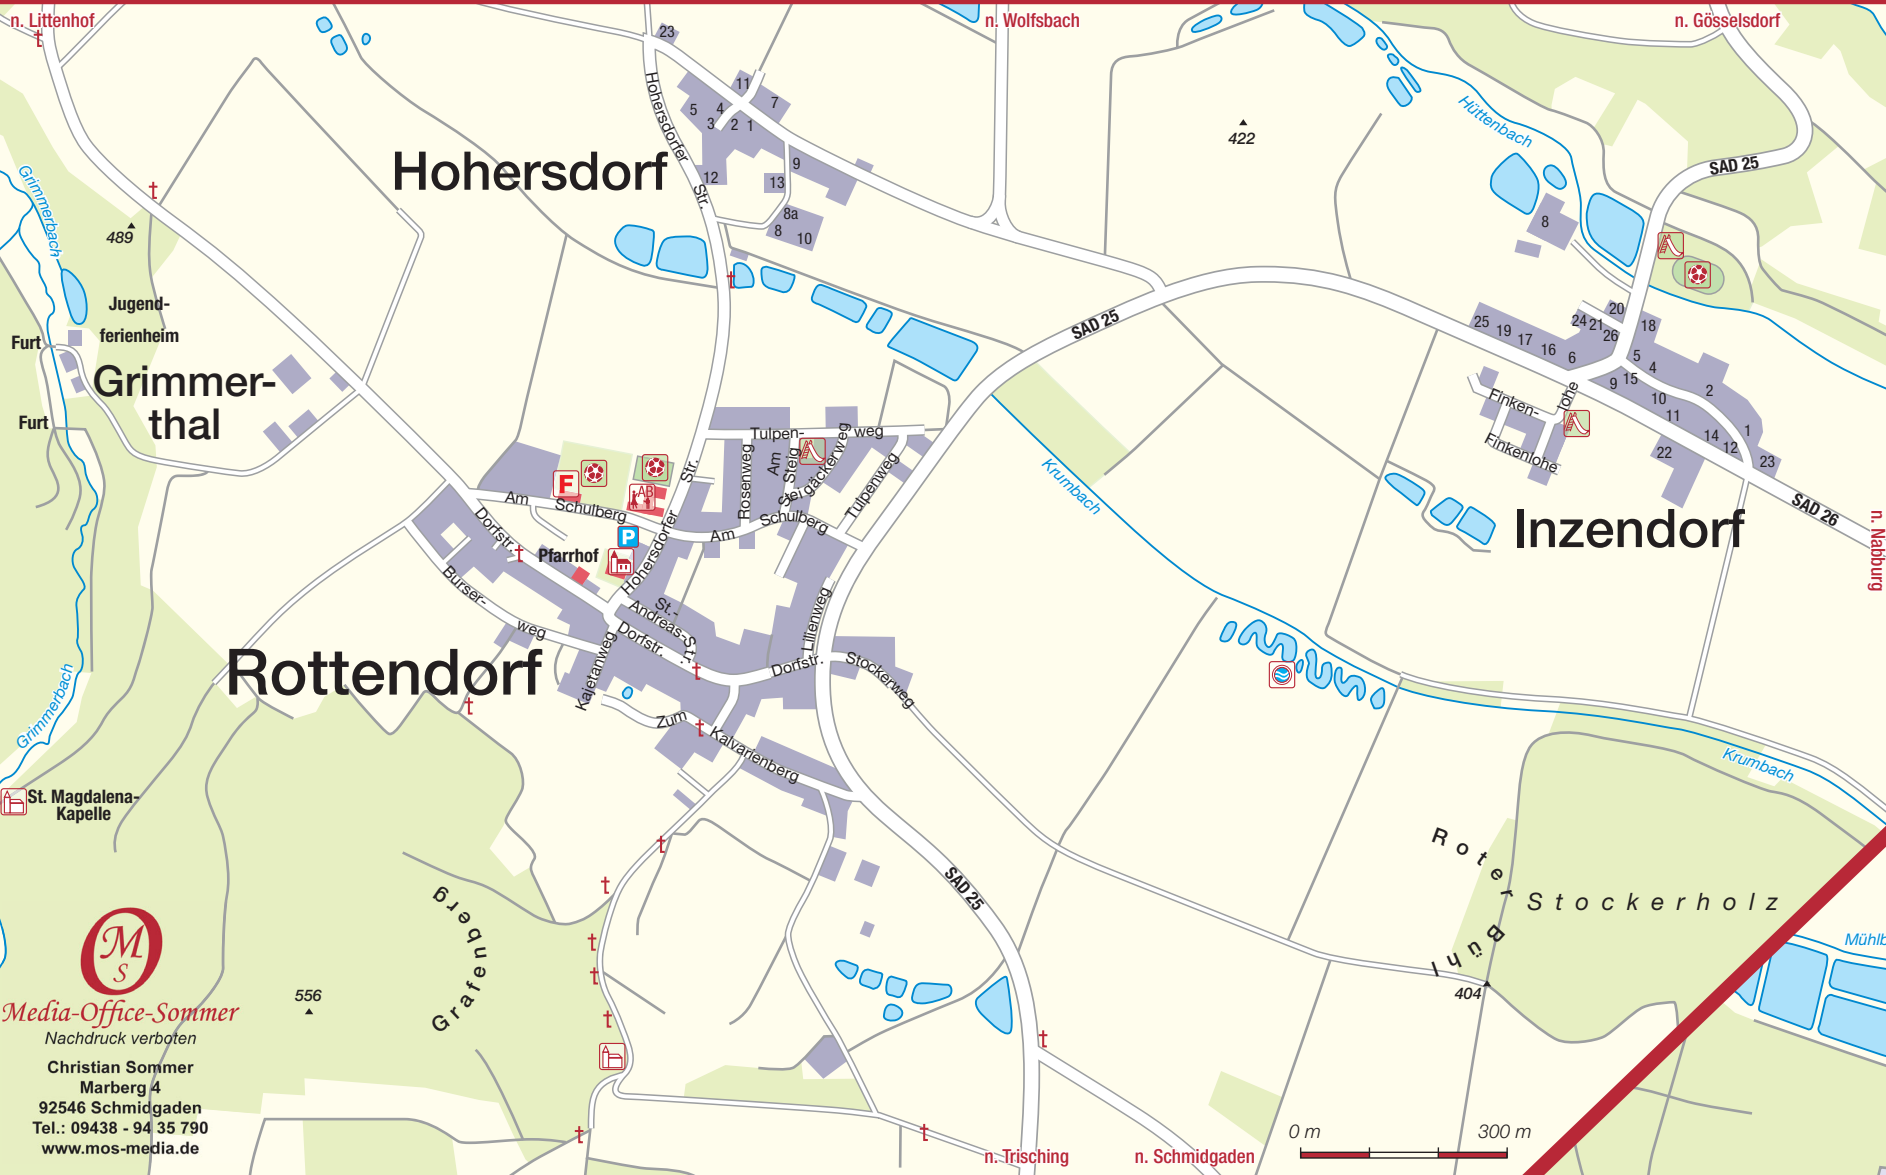 n. Littenhof
n. Wolfsbach
n. Gösselsdorf
23
11
7
5
4
3
2
1
9
12
13
8a
8
10
Hohersdorfer
Str.
Hohersdorf
422
Hüttenbach
SAD 25
8
Grimmerbach
489
Jugend-
ferienheim
Furt
Grimmer-
thal
Furt
SAD 25
25
19
17
16
6
24
21
20
26
18
5
4
2
9
15
10
11
14
12
1
23
22
Finken-
lohe
Finkenlohe
Inzendorf
SAD 26
n. Nabburg
Tulpen-
weg
Rosenweg
Am
Steig
Steigäckerweg
Tulpenweg
Str.
F
AB
Am
Schulberg
Am
Schulberg
P
Pfarrhof
Hohersdorfer
Dorfstr.
Burser-
weg
St.-
Andreas-Str.
Dorfstr.
Kajetanweg
Lilienweg
Dorfstr.
Stockerweg
Zum
Kalvarienberg
Krumbach
Rottendorf
Grimmerbach
St. Magdalena-
Kapelle
Krumbach
SAD 25
Roter
Bühl
Stockerholz
404
Grafenberg
556
Mühlb
M
O
S
Media-Office-Sommer
Nachdruck verboten
Christian Sommer
Marberg 4
92546 Schmidgaden
Tel.: 09438 - 94 35 790
www.mos-media.de
n. Trisching
n. Schmidgaden
0 m
300 m